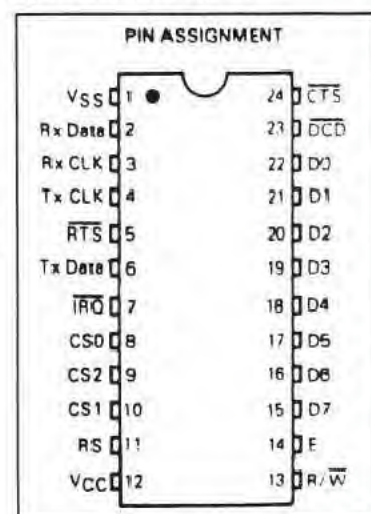 PIN ASSIGNMENT
VSS 1 24 CTS
Rx Data 2 23 DCD
Rx CLK 3 22 D0
Tx CLK 4 21 D1
RTS 5 20 D2
Tx Data 6 19 D3
IRQ 7 18 D4
CS0 8 17 D5
CS2 9 16 D6
CS1 10 15 D7
RS 11 14 E
VCC 12 13 R/W